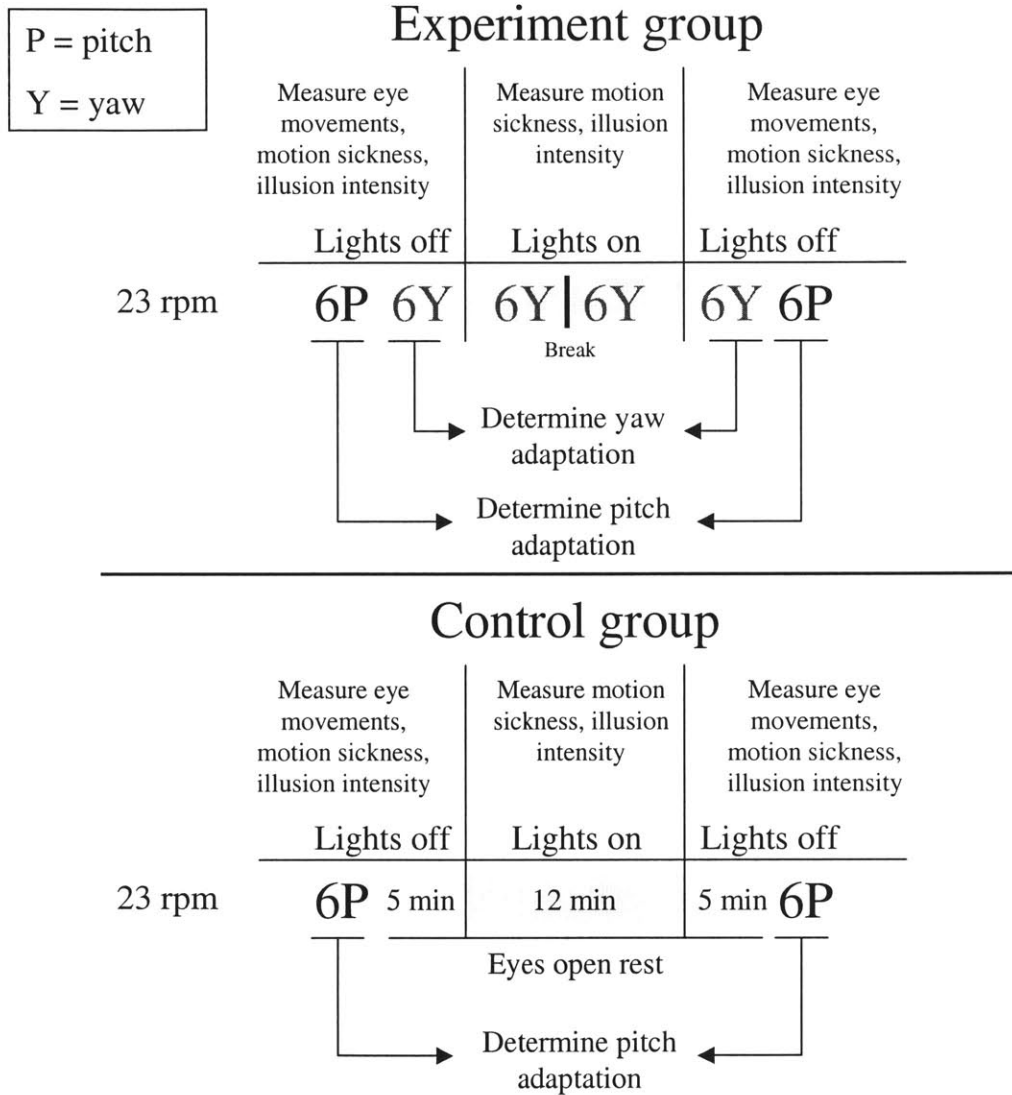 P = pitch
Y = yaw
Experiment group
Measure eye
movements,
motion sickness,
illusion intensity
Measure motion
sickness, illusion
intensity
Measure eye
movements,
motion sickness,
illusion intensity
Lights off
Lights on
Lights off
23 rpm
6P 6Y
6Y | 6Y
6Y 6P
Break
Determine yaw
adaptation
Determine pitch
adaptation
Control group
Measure eye
movements,
motion sickness,
illusion intensity
Measure motion
sickness, illusion
intensity
Measure eye
movements,
motion sickness,
illusion intensity
Lights off
Lights on
Lights off
23 rpm
6P 5 min
12 min
5 min 6P
Eyes open rest
Determine pitch
adaptation